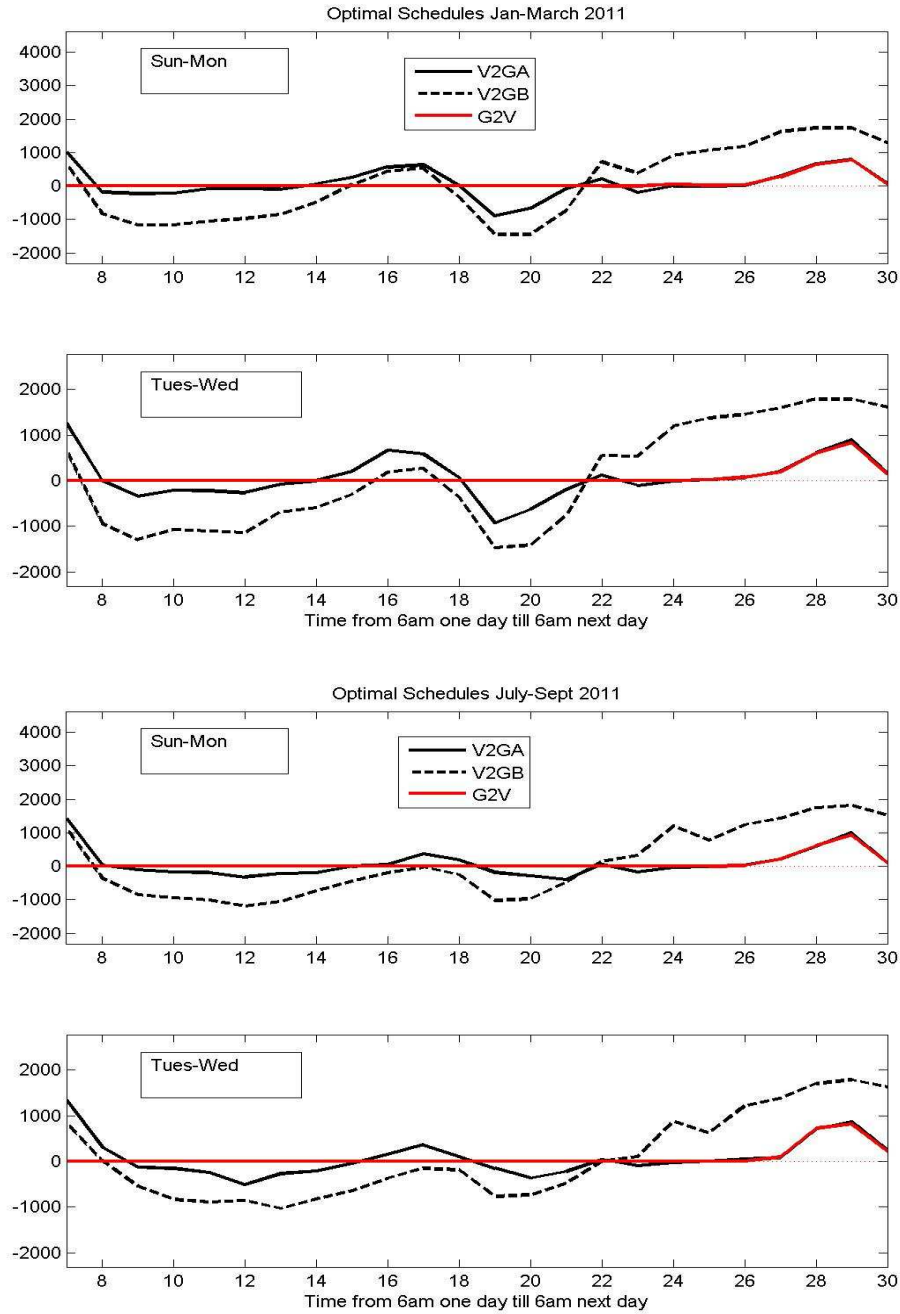 Optimal Schedules Jan-March 2011
4000
3000
2000
1000
0
-1000
-2000
Sun-Mon
V2GA
V2GB
G2V
8 10 12 14 16 18 20 22 24 26 28 30
2000
1000
0
-1000
-2000
Tues-Wed
8 10 12 14 16 18 20 22 24 26 28 30
Time from 6am one day till 6am next day
Optimal Schedules July-Sept 2011
4000
3000
2000
1000
0
-1000
-2000
Sun-Mon
V2GA
V2GB
G2V
8 10 12 14 16 18 20 22 24 26 28 30
2000
1000
0
-1000
-2000
Tues-Wed
8 10 12 14 16 18 20 22 24 26 28 30
Time from 6am one day till 6am next day